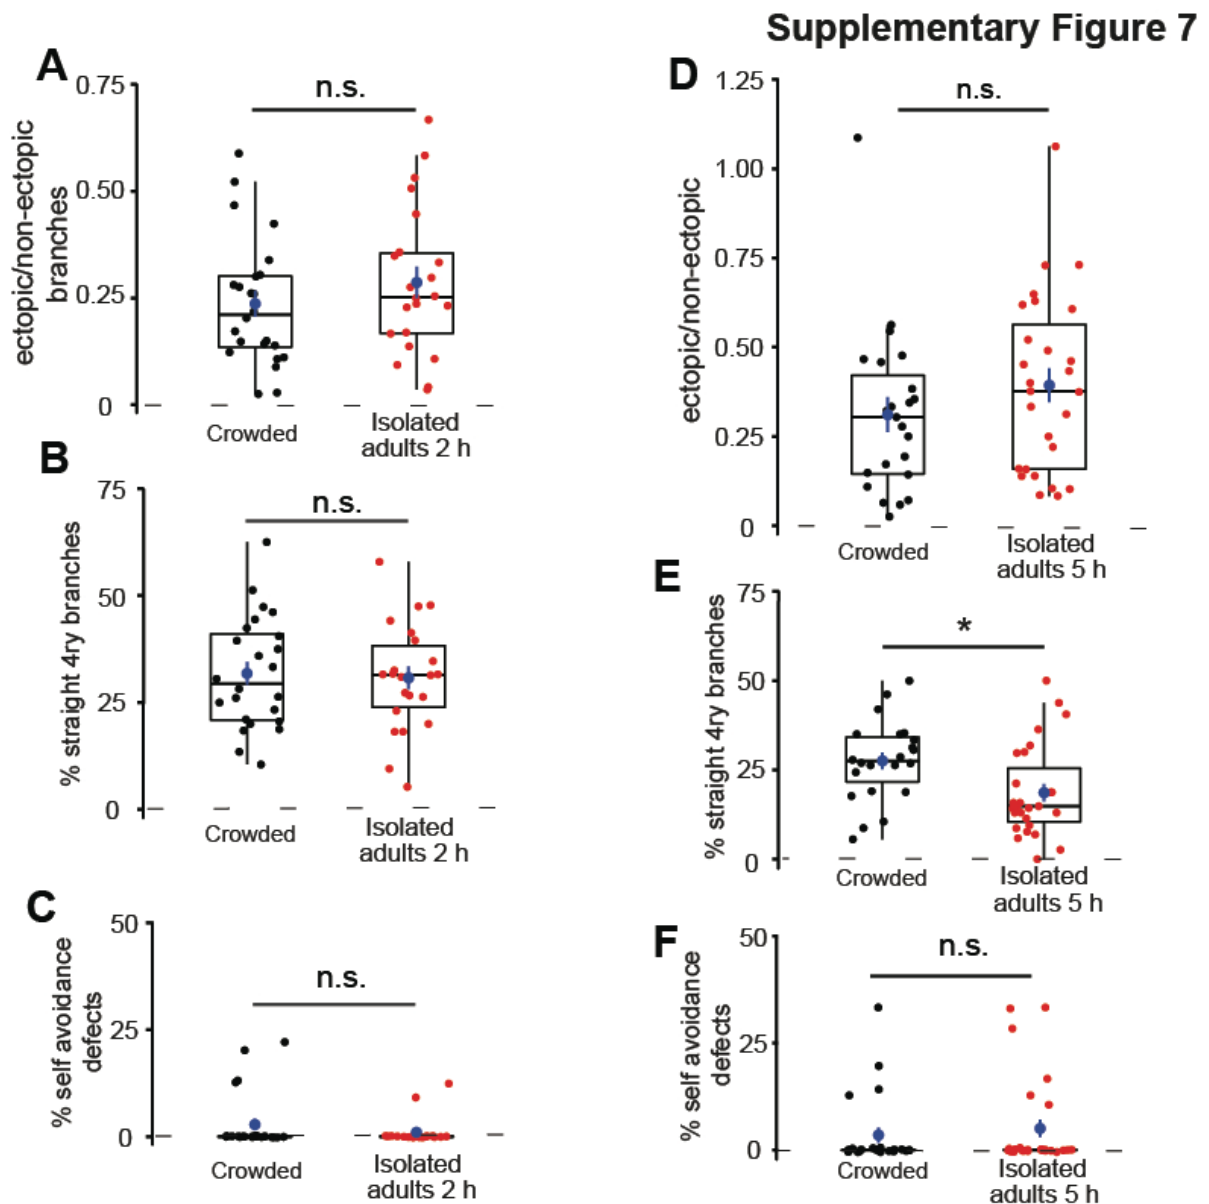 Supplementary Figure 7
A
ectopic/non-ectopic
branches
0.75
0.50
0.25
0
n.s.
Crowded
Isolated
adults 2 h
B
% straight 4ry branches
75
50
25
0
n.s.
Crowded
Isolated
adults 2 h
C
% self avoidance
defects
50
25
0
n.s.
Crowded
Isolated
adults 2 h
D
ectopic/non-ectopic
1.25
1.00
0.75
0.50
0.25
0
n.s.
Crowded
Isolated
adults 5 h
E
% straight 4ry branches
75
50
25
0
*
Crowded
Isolated
adults 5 h
F
% self avoidance
defects
50
25
0
n.s.
Crowded
Isolated
adults 5 h